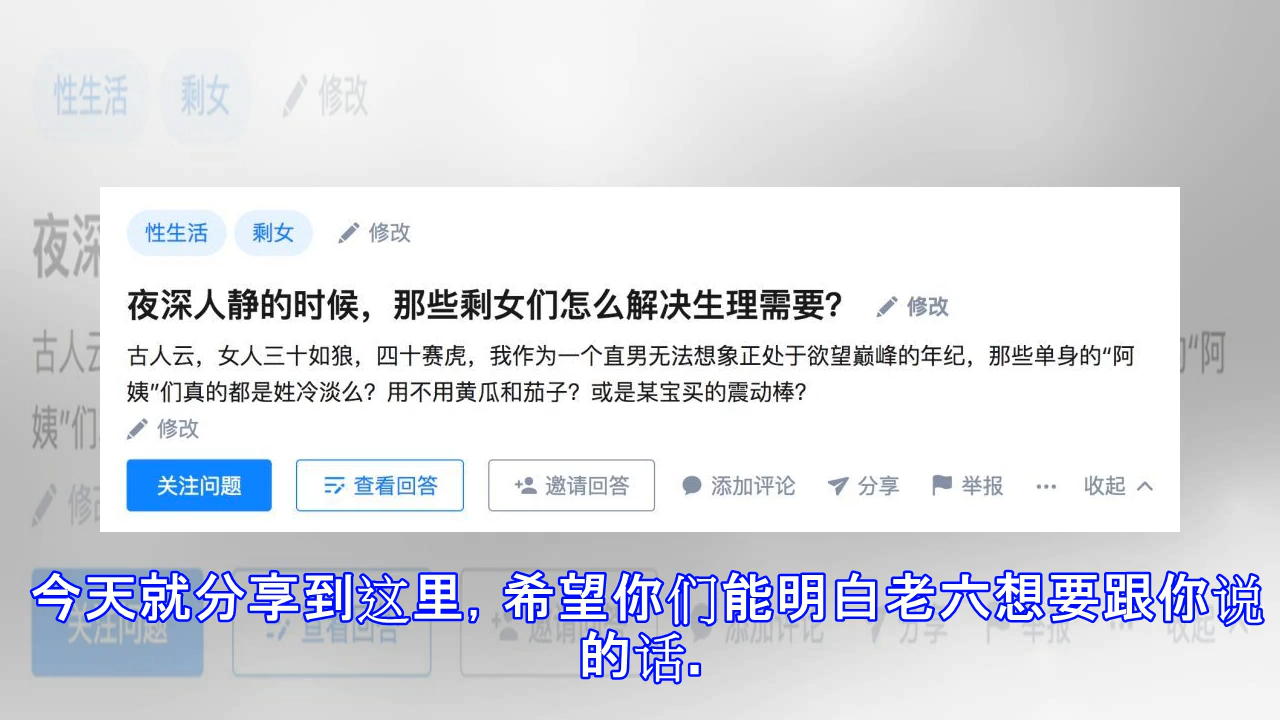 性生活 剩女 修改
夜深人静的时候，那些剩女们怎么解决生理需要？ 修改
古人云，女人三十如狼，四十赛虎，我作为一个直男无法想象正处于欲望巅峰的年纪，那些单身的“阿
姨”们真的都是姓冷淡么？用不用黄瓜和茄子？或是某宝买的震动棒？
修改
关注问题 查看回答 邀请回答 添加评论 分享 举报 ··· 收起
今天就分享到这里，希望你们能明白老六想要跟你说
的话.